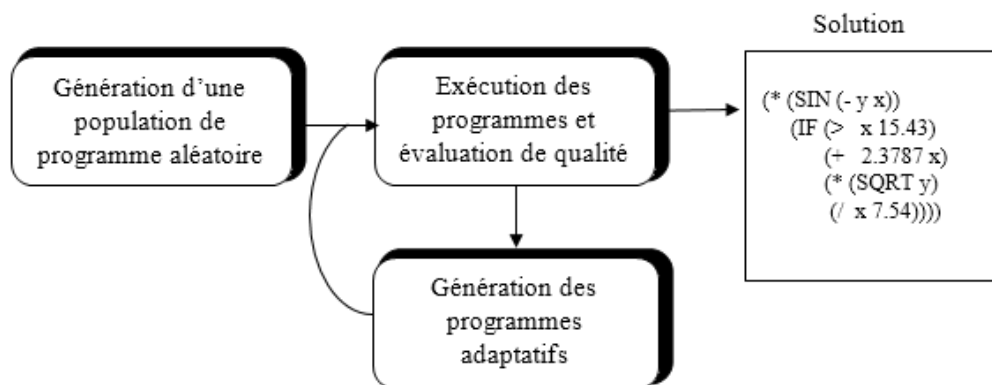 Solution
Génération d'une
population de
programme aléatoire
Exécution des
programmes et
évaluation de qualité
(* (SIN (- y x))
(IF (> x 15.43)
(+ 2.3787 x)
(* (SQRT y)
(/ x 7.54))))
Génération des
programmes
adaptatifs